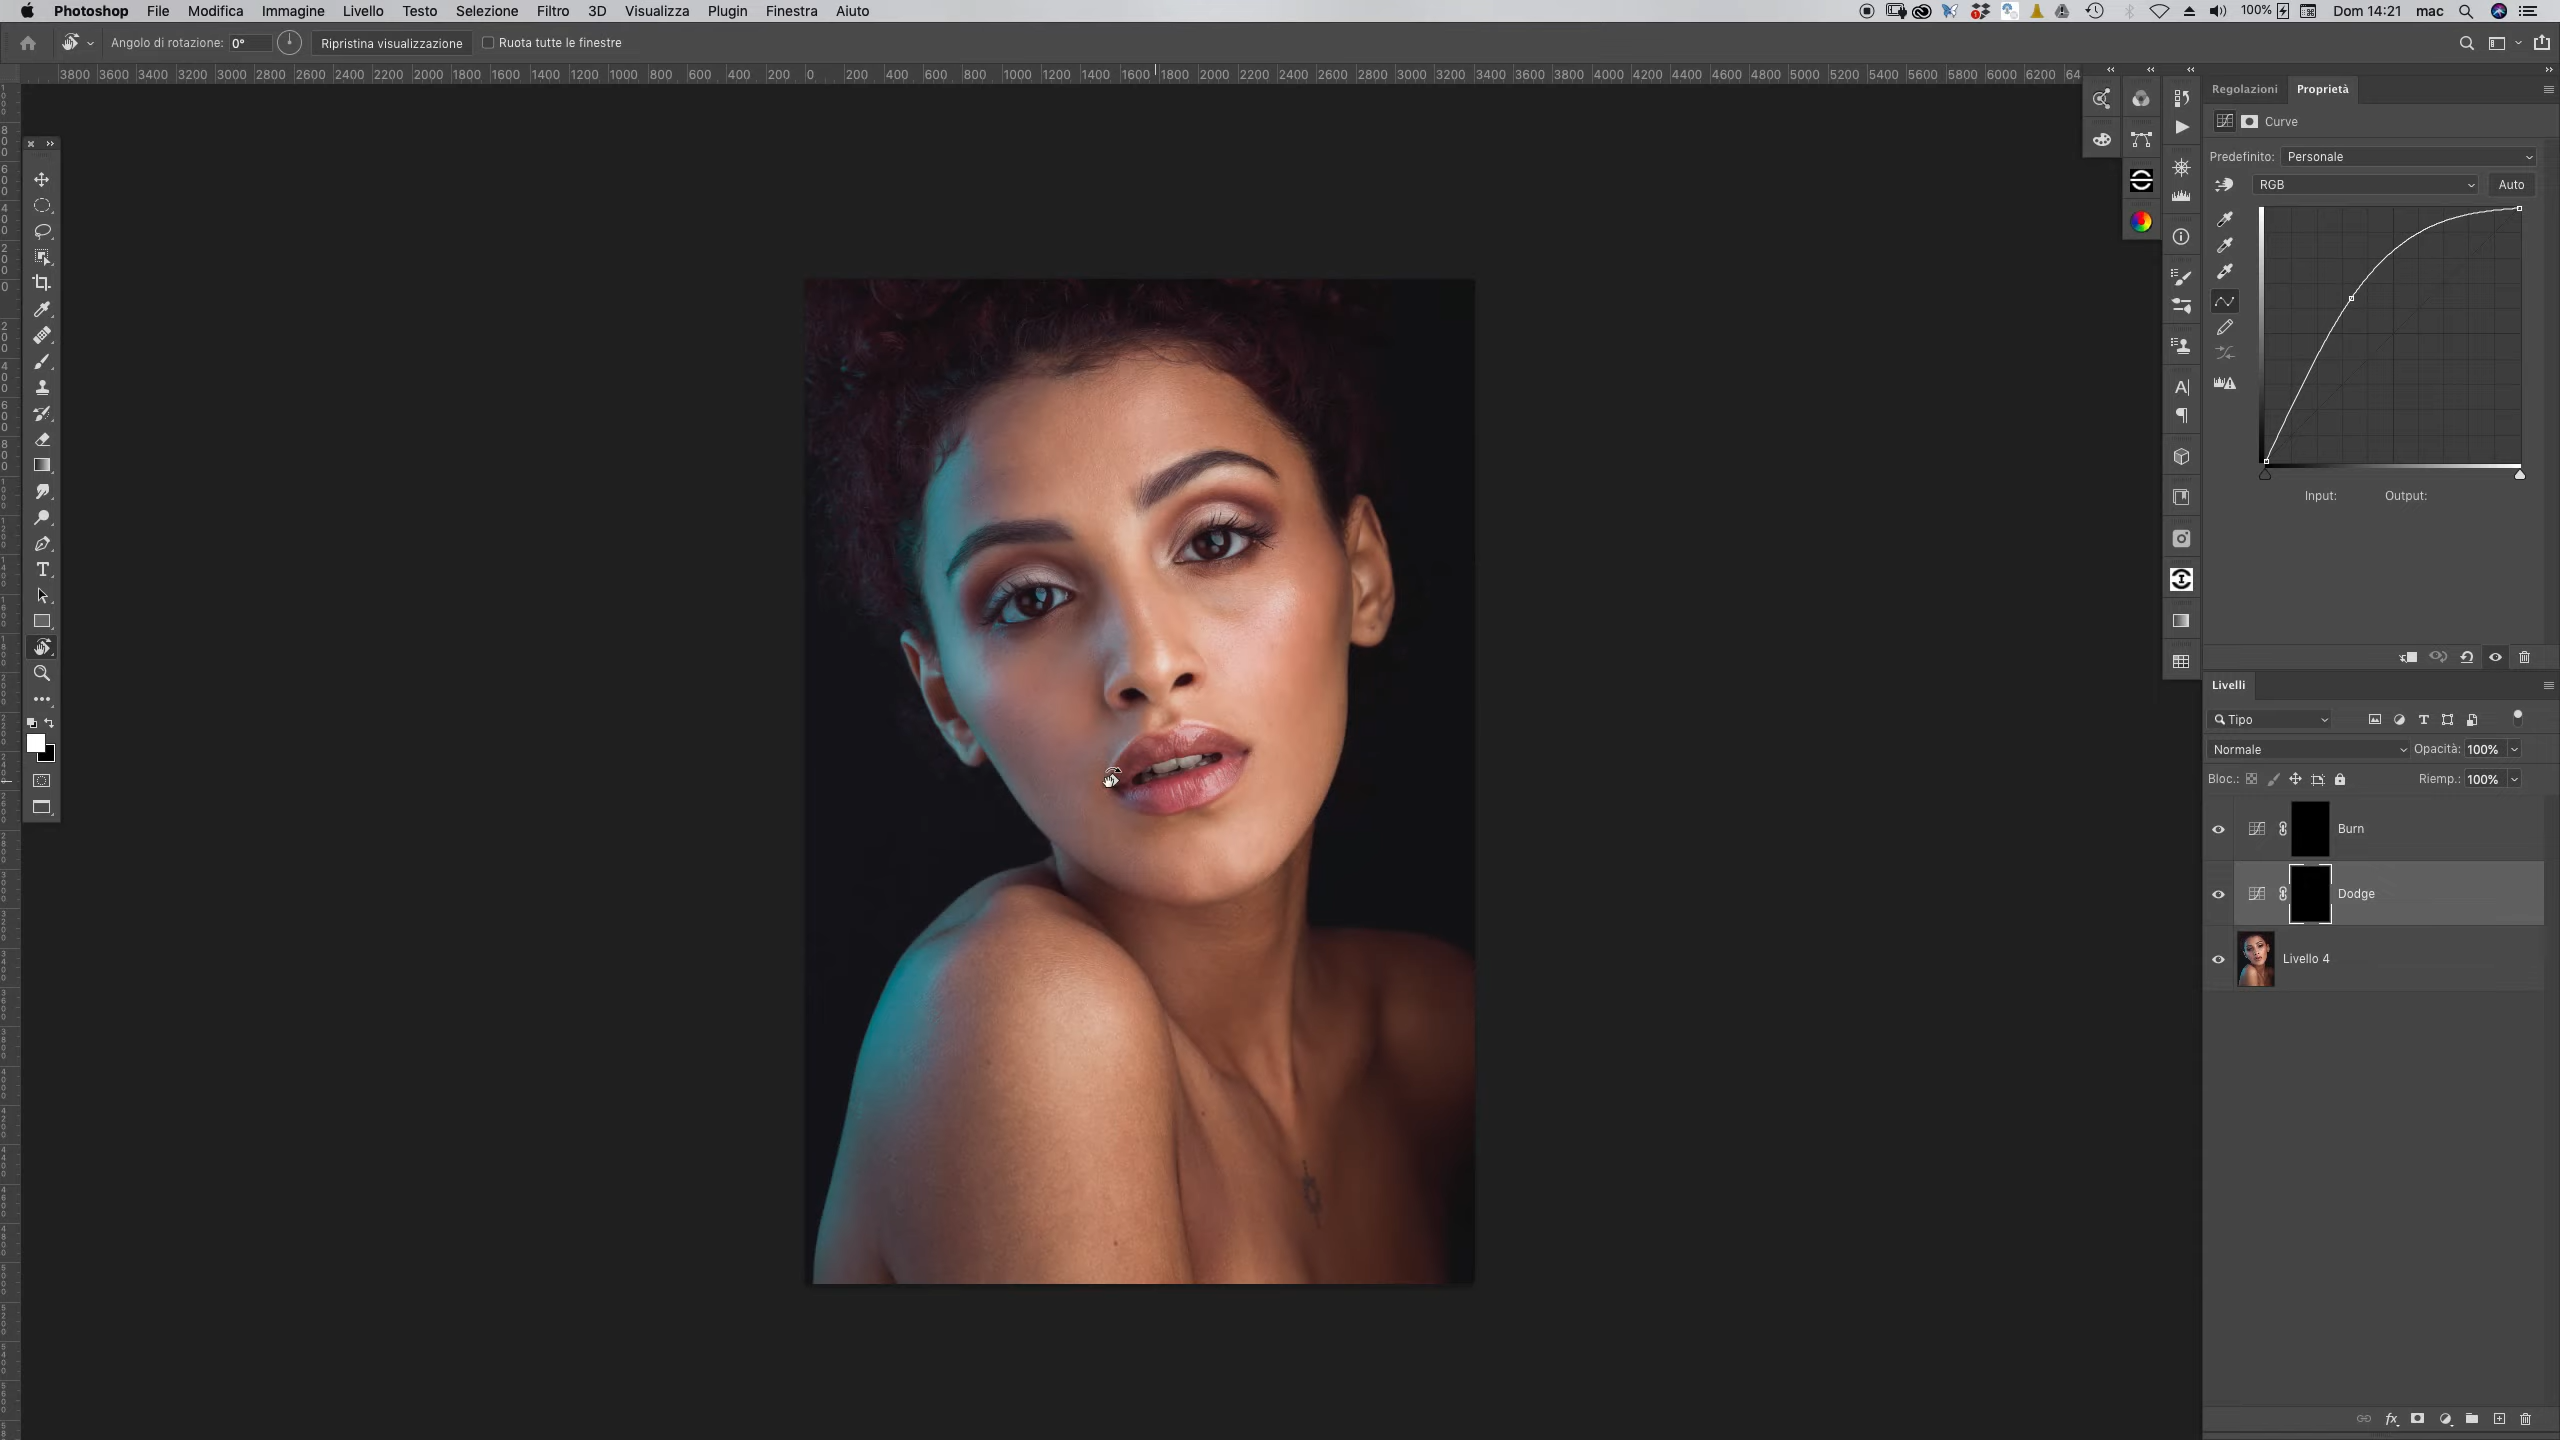 Photoshop File Modifica Immagine Livello Testo Selezione Filtro 3D Visualizza Plugin Finestra Aiuto 100% Dom 14:21 mac
Angolo di rotazione: 0° Ripristina visualizzazione Ruota tutte le finestre
3800 3600 3400 3200 3000 2800 2600 2400 2200 2000 1800 1600 1400 1200 1000 800 600 400 200 0 200 400 600 800 1000 1200 1400 1600 1800 2000 2200 2400 2600 2800 3000 3200 3400 3600 3800 4000 4200 4400 4600 4800 5000 5200 5400 5600 5800 6000 6200 64
Regolazioni Proprietà
Curve
Predefinito: Personale
RGB Auto
Input: Output:
Livelli
Tipo
Normale Opacità: 100%
Bloc.: Riemp.: 100%
Burn
Dodge
Livello 4